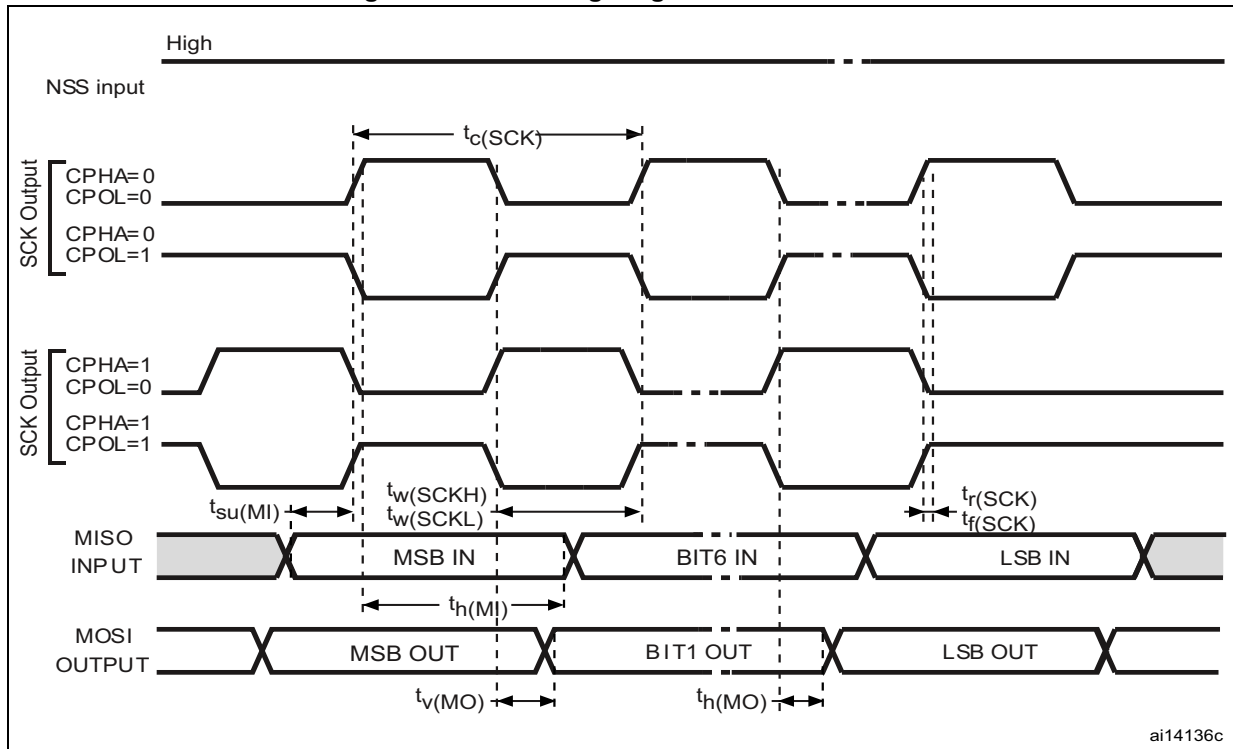 High
NSS input
tc(SCK)
SCK Output
CPHA=0
CPOL=0
CPHA=0
CPOL=1
SCK Output
CPHA=1
CPOL=0
CPHA=1
CPOL=1
tsu(MI)
tw(SCKH)
tw(SCKL)
tr(SCK)
tf(SCK)
MISO
INPUT
MSB IN
BIT6 IN
LSB IN
th(MI)
MOSI
OUTPUT
MSB OUT
BIT1 OUT
LSB OUT
tv(MO)
th(MO)
ai14136c